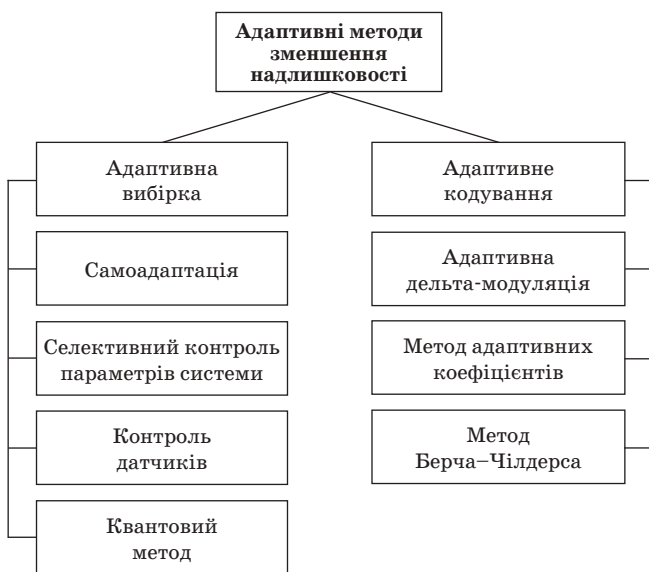 Адаптивні методи
зменшення
надлишковості
Адаптивна
вибірка
Самоадаптація
Селективний контроль
параметрів системи
Контроль
датчиків
Квантовий
метод
Адаптивне
кодування
Адаптивна
дельта-модуляція
Метод адаптивних
коефіцієнтів
Метод
Берча–Чілдерса